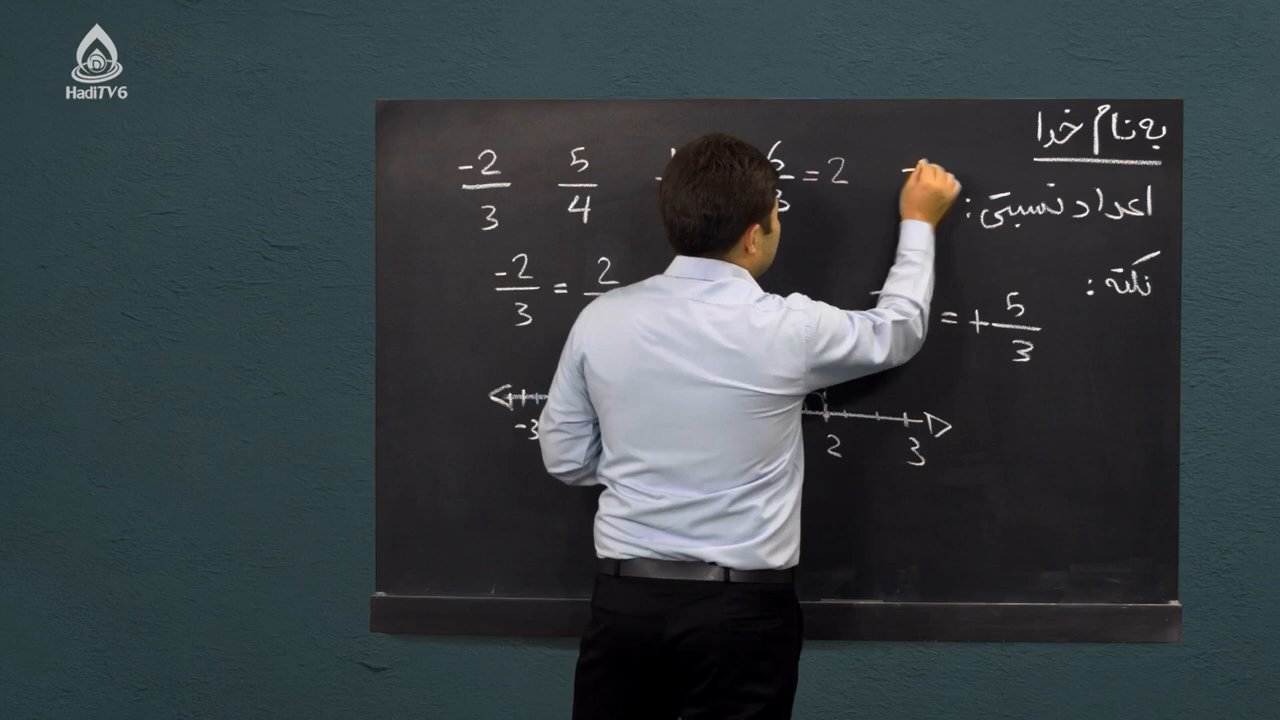 HadiTV6
به نام خدا
اعداد نسبتی :
-2/3 5/4 6/3 = 2
نکته :
-2/3 = 2 = + 5/3
-3 2 3